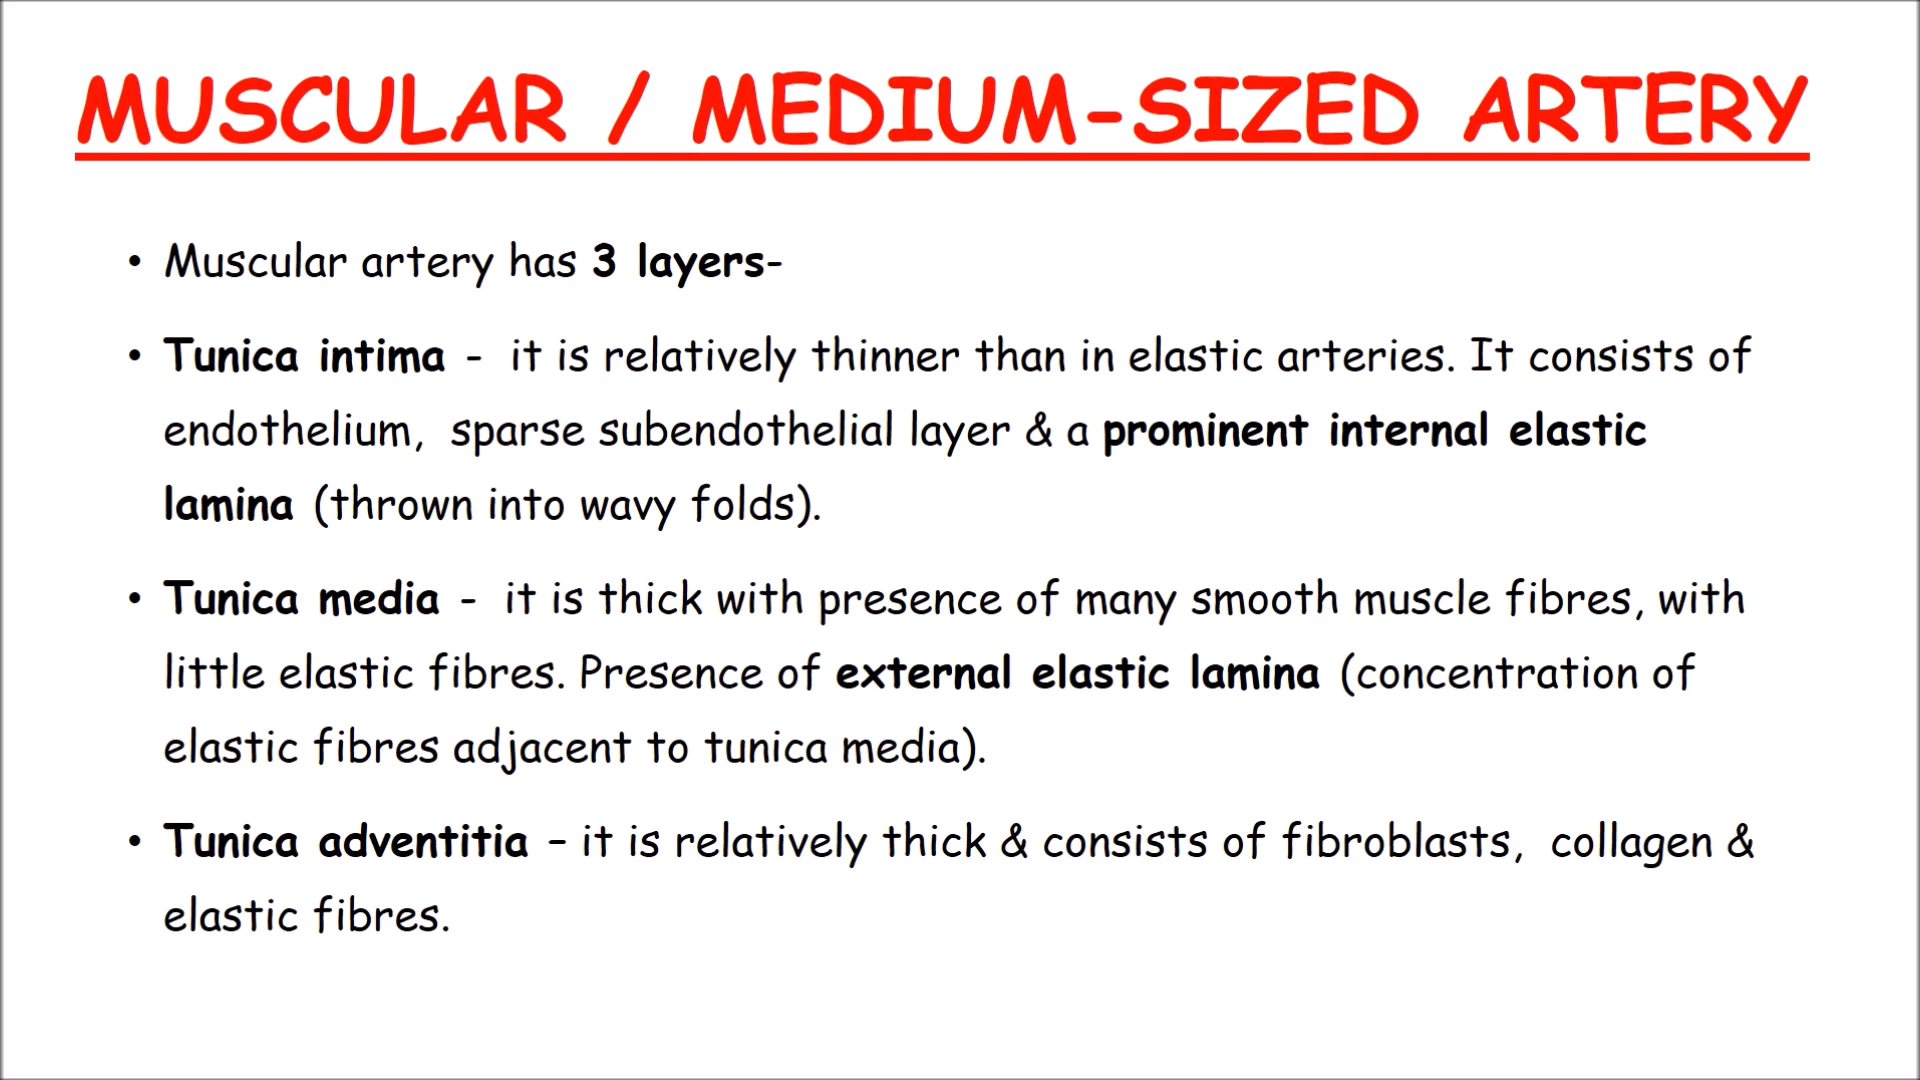 MUSCULAR / MEDIUM-SIZED ARTERY
• Muscular artery has 3 layers-
• Tunica intima - it is relatively thinner than in elastic arteries. It consists of
endothelium, sparse subendothelial layer & a prominent internal elastic
lamina (thrown into wavy folds).
• Tunica media - it is thick with presence of many smooth muscle fibres, with
little elastic fibres. Presence of external elastic lamina (concentration of
elastic fibres adjacent to tunica media).
• Tunica adventitia – it is relatively thick & consists of fibroblasts, collagen &
elastic fibres.